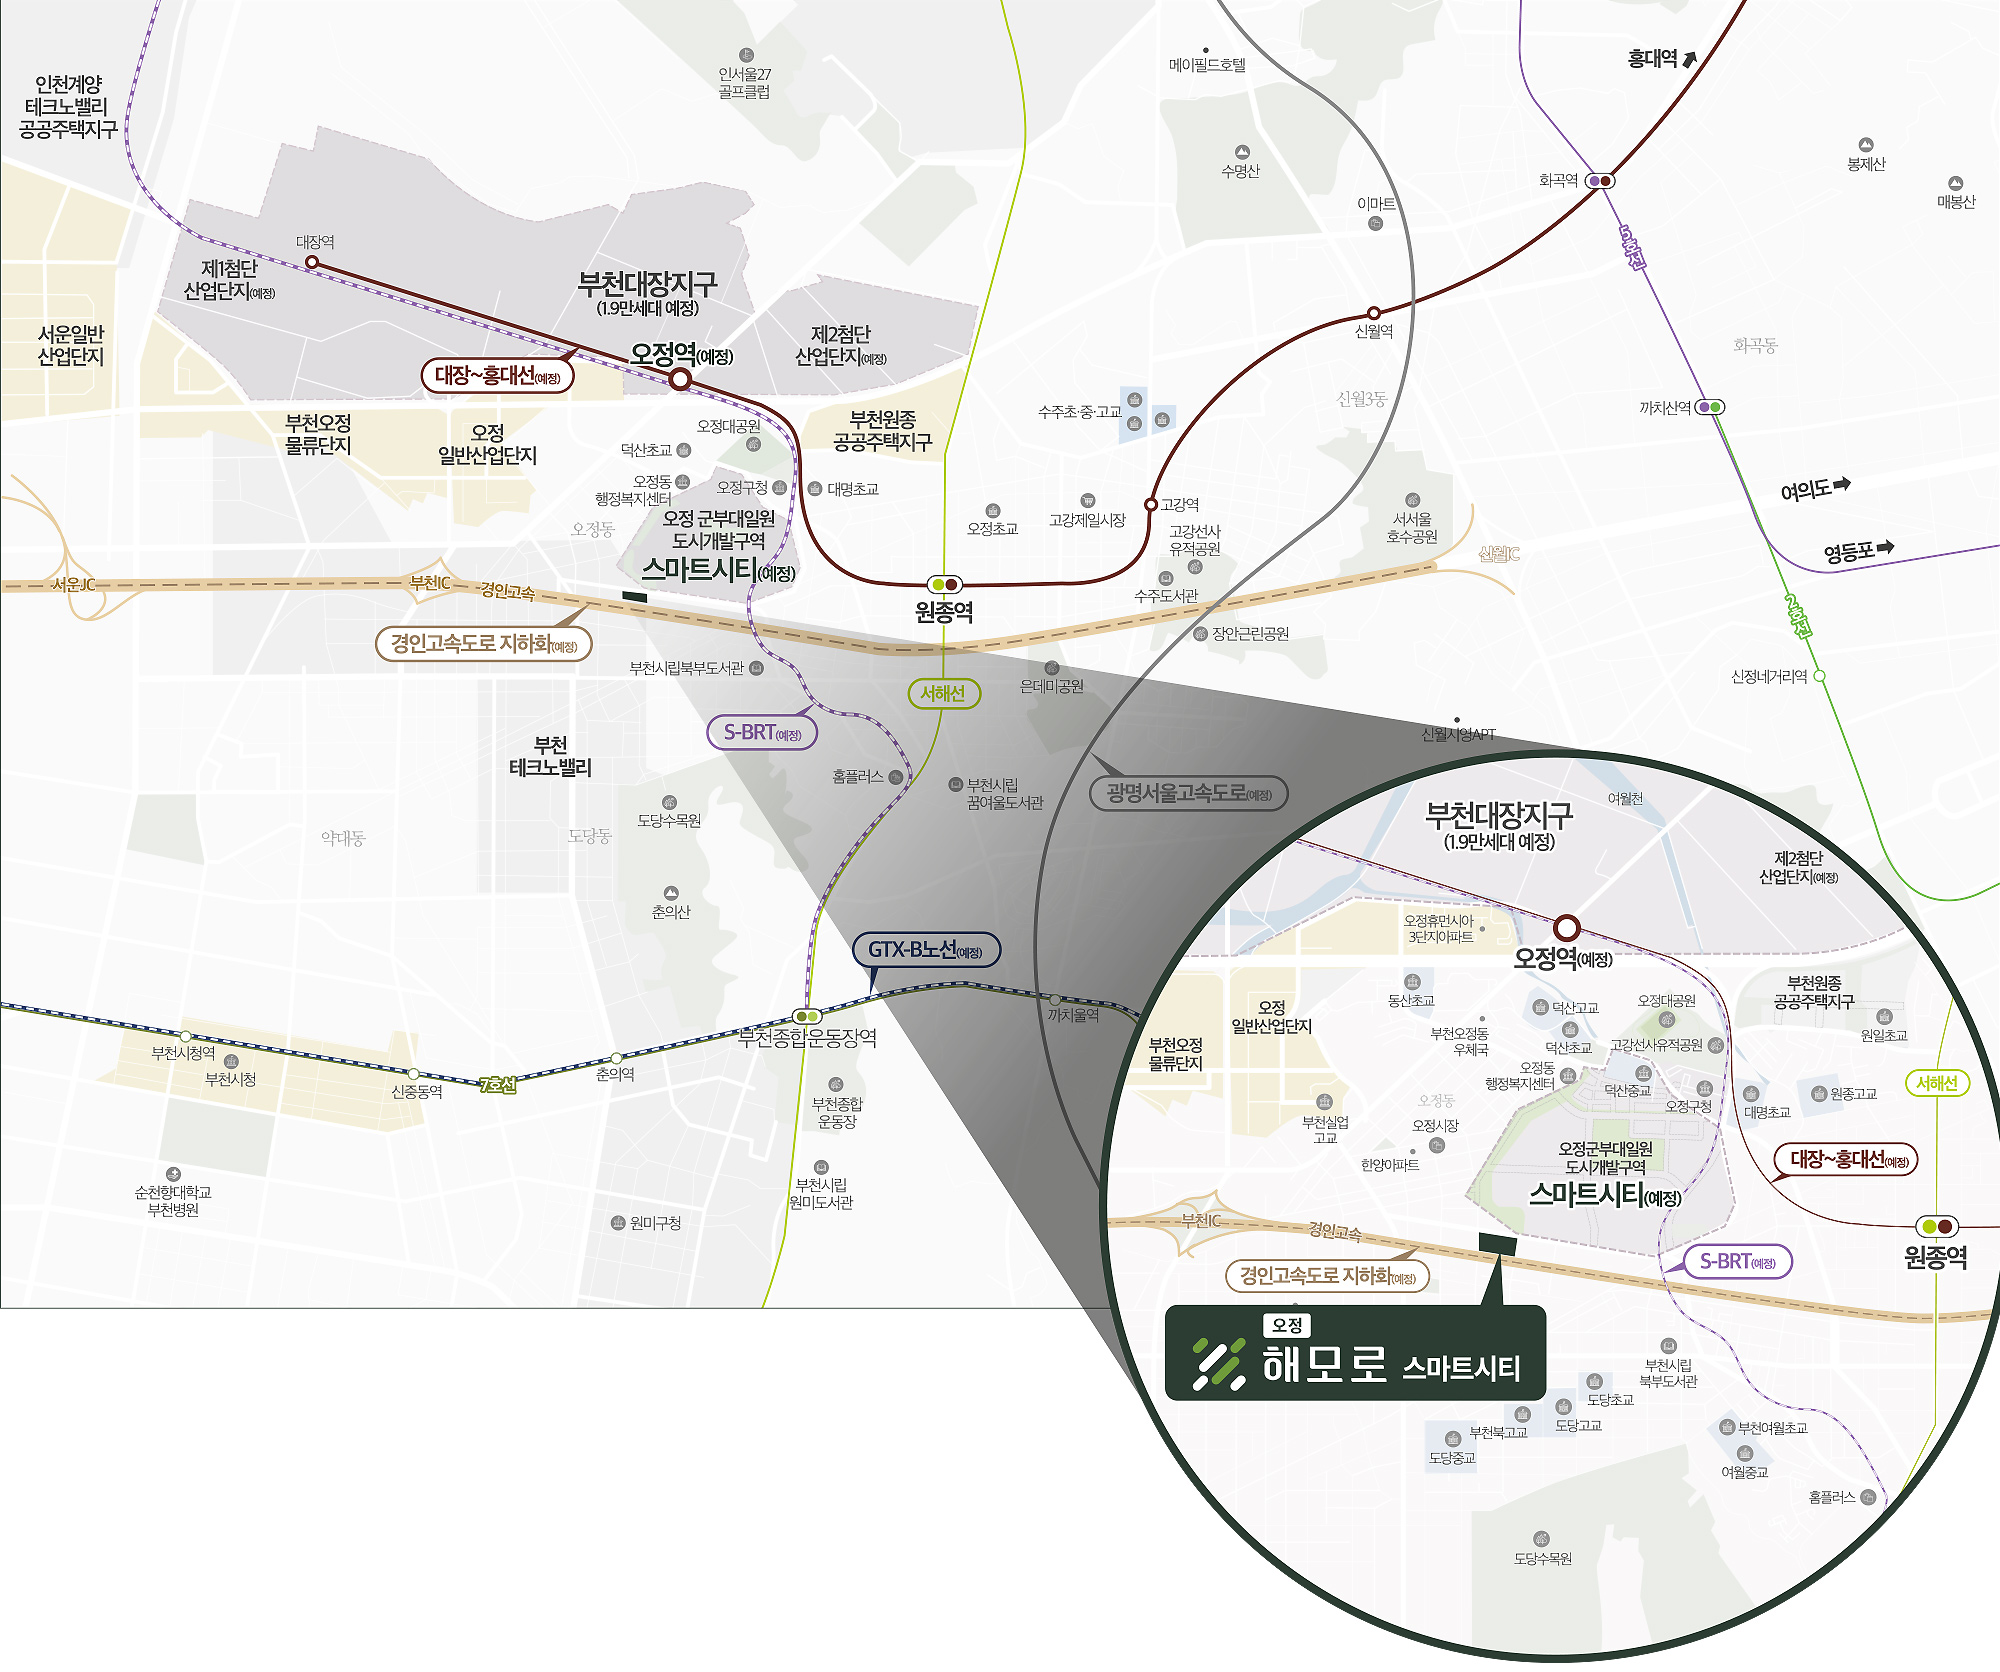 인천계양
테크노밸리
공공주택지구
인서울27
골프클럽
메이필드호텔
홍대역
수명산
봉제산
매봉산
화곡역
이마트
5호선
대장역
제1첨단
산업단지(예정)
부천대장지구
(1.9만세대 예정)
서운일반
산업단지
오정역(예정)
제2첨단
산업단지(예정)
신월역
화곡동
대장~홍대선(예정)
신월3동
까치산역
부천오정
물류단지
오정
일반산업단지
오정대공원
부천원종
공공주택지구
수주초·중·고교
덕산초교
오정동
행정복지센터
오정구청
대명초교
여의도
오정동
오정 군부대일원
도시개발구역
스마트시티(예정)
오정초교
고강제일시장
고강역
고강선사
유적공원
서서울
호수공원
신월IC
영등포
서운JC
부천IC
경인고속
원종역
수주도서관
2호선
경인고속도로 지하화(예정)
장안근린공원
부천시립북부도서관
서해선
은데미공원
신정네거리역
S-BRT(예정)
신월시영APT
부천
테크노밸리
홈플러스
부천시립
꿈여울도서관
광명서울고속도로(예정)
도당수목원
약대동
도당동
춘의산
GTX-B노선(예정)
부천시청역
부천시청
신중동역
7호선
춘의역
부천종합운동장역
까치울역
부천종합
운동장
순천향대학교
부천병원
부천시립
원미도서관
원미구청
부천대장지구
(1.9만세대 예정)
여월천
제2첨단
산업단지(예정)
오정휴먼시아
3단지아파트
오정역(예정)
동산초교
덕산고교
오정대공원
부천원종
공공주택지구
오정
일반산업단지
부천오정
물류단지
부천오정동
우체국
덕산초교
고강선사유적공원
원일초교
오정동
행정복지센터
덕산중교
오정구청
대명초교
원종고교
서해선
부천실업
고교
오정동
오정시장
한양아파트
오정군부대일원
도시개발구역
스마트시티(예정)
대장~홍대선(예정)
부천IC
경인고속
원종역
S-BRT(예정)
경인고속도로 지하화(예정)
오정
해모로 스마트시티
부천시립
북부도서관
도당초교
도당고교
부천북고교
도당중교
부천여월초교
여월중교
홈플러스
도당수목원